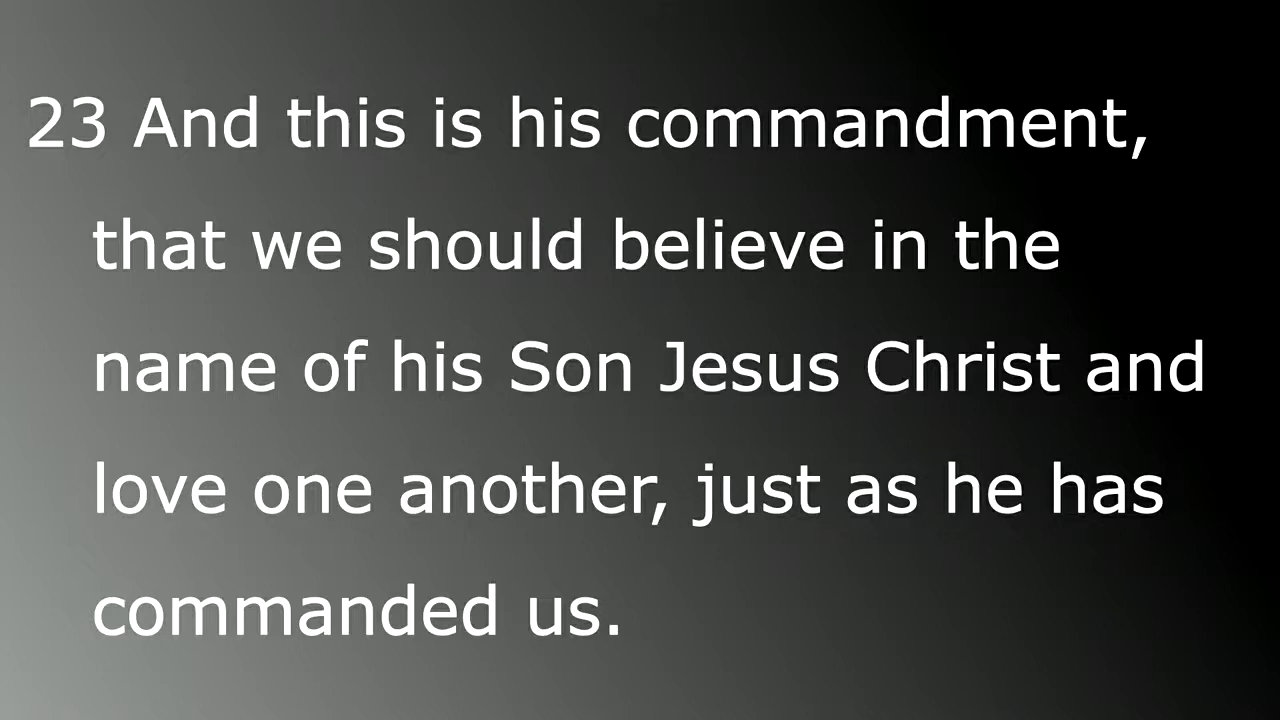 23 And this is his commandment,
that we should believe in the
name of his Son Jesus Christ and
love one another, just as he has
commanded us.